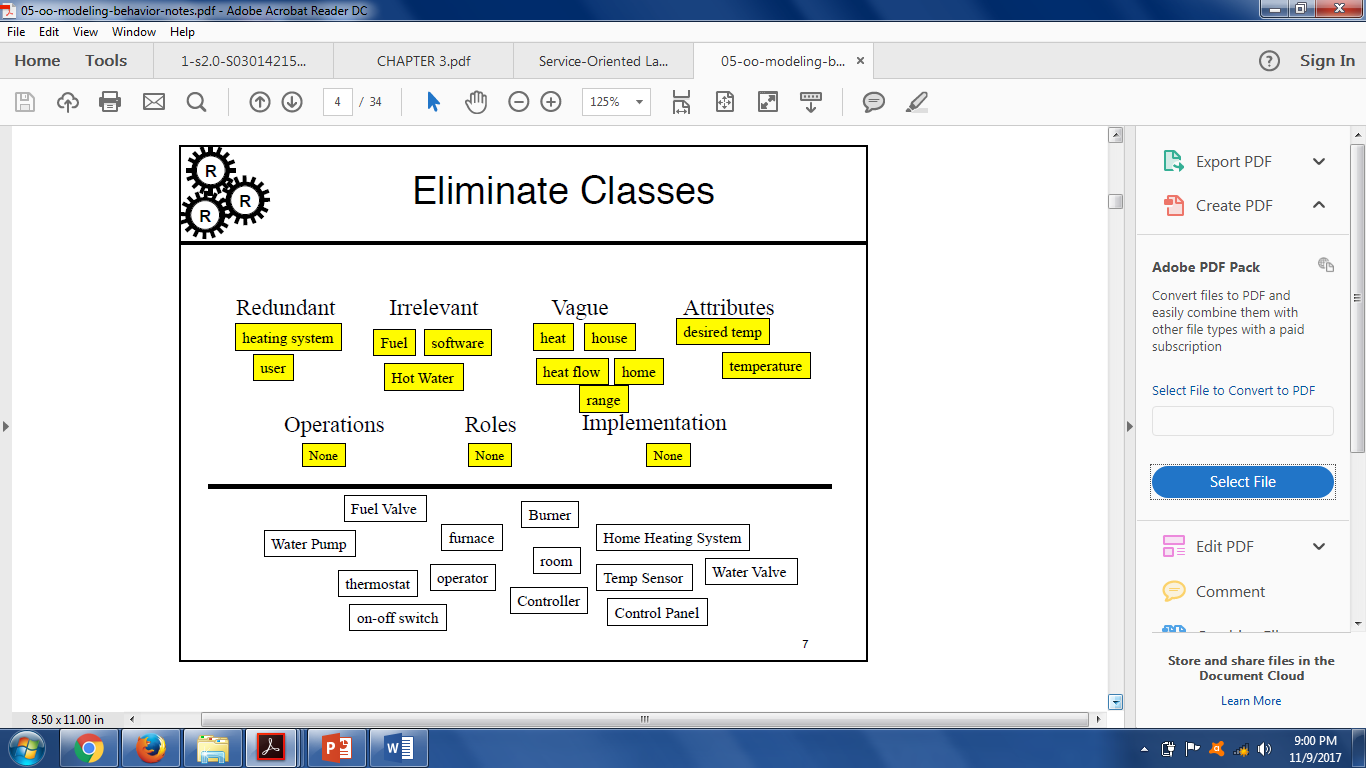 05-oo-modeling-behavior-notes.pdf - Adobe Acrobat Reader DC
File Edit View Window Help
Home Tools 1-s2.0-S03014215... CHAPTER 3.pdf Service-Oriented La... 05-oo-modeling-b... × Sign In
4 / 34 125%
R
R
R
Eliminate Classes
Redundant Irrelevant Vague Attributes
heating system Fuel software heat house desired temp
user Hot Water heat flow home temperature
range
Operations Roles Implementation
None None None
Fuel Valve Burner
Water Pump furnace Home Heating System
room
thermostat operator Temp Sensor Water Valve
Controller
on-off switch Control Panel
7
8.50 x 11.00 in
Export PDF
Create PDF
Adobe PDF Pack
Convert files to PDF and
easily combine them with
other file types with a paid
subscription
Select File to Convert to PDF
Select File
Edit PDF
Comment
Store and share files in the
Document Cloud
Learn More
9:00 PM
11/9/2017